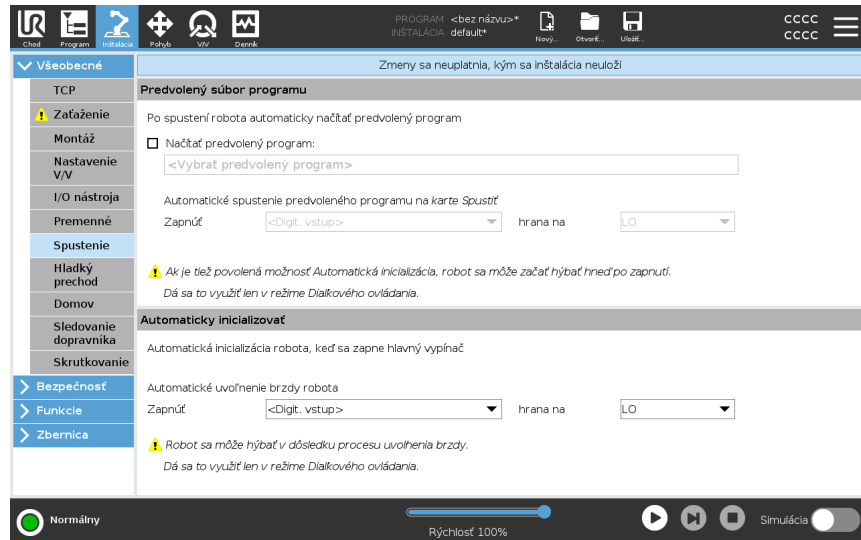 UR
Chod
Program
Inštalácia
Pohyb
V/V
Denník
PROGRAM <bez názvu>*
INŠTALÁCIA default*
Nový...
Otvoriť...
Uložiť...
CCCC
CCCC
Všeobecné
Zmeny sa neuplatnia, kým sa inštalácia neuloží
TCP
Zaťaženie
Montáž
Nastavenie
V/V
I/O nástroja
Premenné
Spustenie
Hladký
prechod
Domov
Sledovanie
dopravníka
Skrutkovanie
Bezpečnosť
Funkcie
Zbernica
Predvolený súbor programu
Po spustení robota automaticky načítať predvolený program
Načítať predvolený program:
<Vybrať predvolený program>
Automatické spustenie predvoleného programu na karte Spustiť
Zapnúť <Digit. vstup> hrana na LO
Ak je tiež povolená možnosť Automatická inicializácia, robot sa môže začať hýbať hneď po zapnutí.
Dá sa to využiť len v režime Diaľkového ovládania.
Automaticky inicializovať
Automatická inicializácia robota, keď sa zapne hlavný vypínač
Automatické uvoľnenie brzdy robota
Zapnúť <Digit. vstup> hrana na LO
Robot sa môže hýbať v dôsledku procesu uvoľnenia brzdy.
Dá sa to využiť len v režime Diaľkového ovládania.
Normálny
Rýchlosť 100%
Simulácia